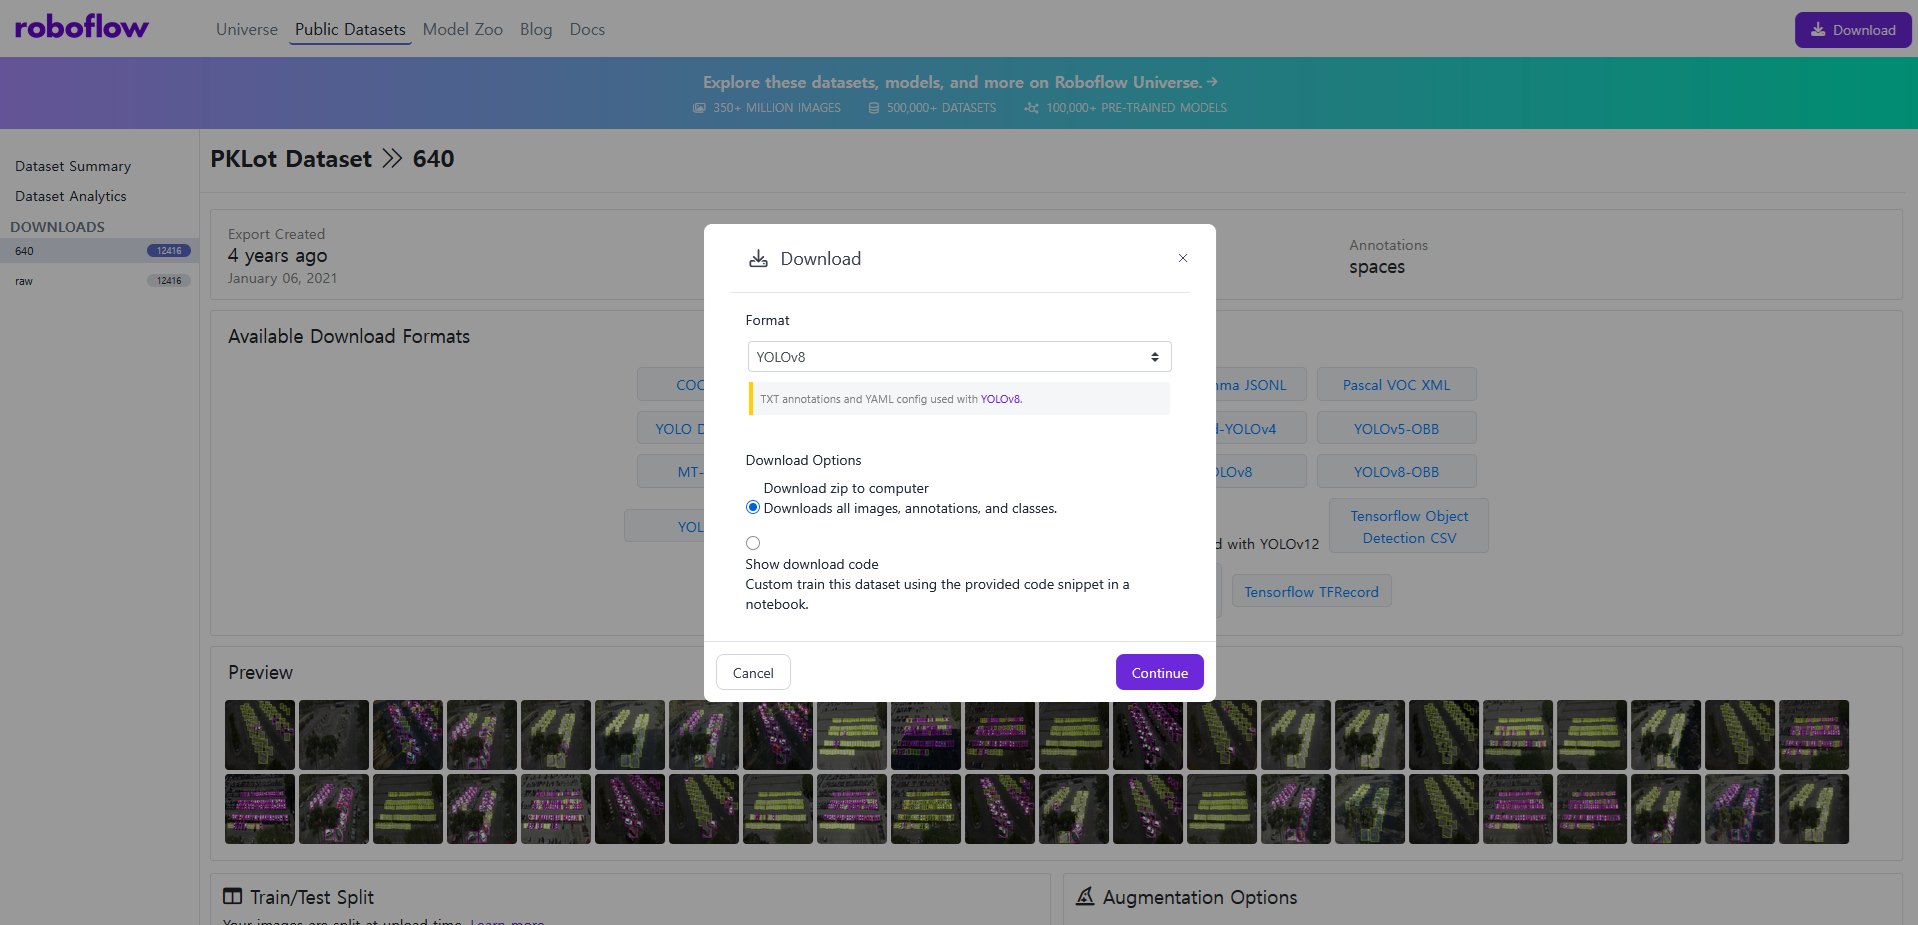 roboflow
Universe Public Datasets Model Zoo Blog Docs
Download
Explore these datasets, models, and more on Roboflow Universe.
350+ MILLION IMAGES 500,000+ DATASETS 100,000+ PRE-TRAINED MODELS
Dataset Summary
Dataset Analytics
DOWNLOADS
640 12416
raw 12416
PKLot Dataset 640
Export Created
4 years ago
January 06, 2021
Annotations
spaces
Available Download Formats
COC
YOLO D
MT-
YOL
ma JSONL
Pascal VOC XML
-YOLOv4
YOLOv5-OBB
OLOv8
YOLOv8-OBB
d with YOLOv12
Tensorflow Object
Detection CSV
Tensorflow TFRecord
Download
Format
YOLOv8
TXT annotations and YAML config used with YOLOv8.
Download Options
Download zip to computer
Downloads all images, annotations, and classes.
Show download code
Custom train this dataset using the provided code snippet in a
notebook.
Cancel
Continue
Preview
Train/Test Split
Your images are split at upload time. Learn more
Augmentation Options